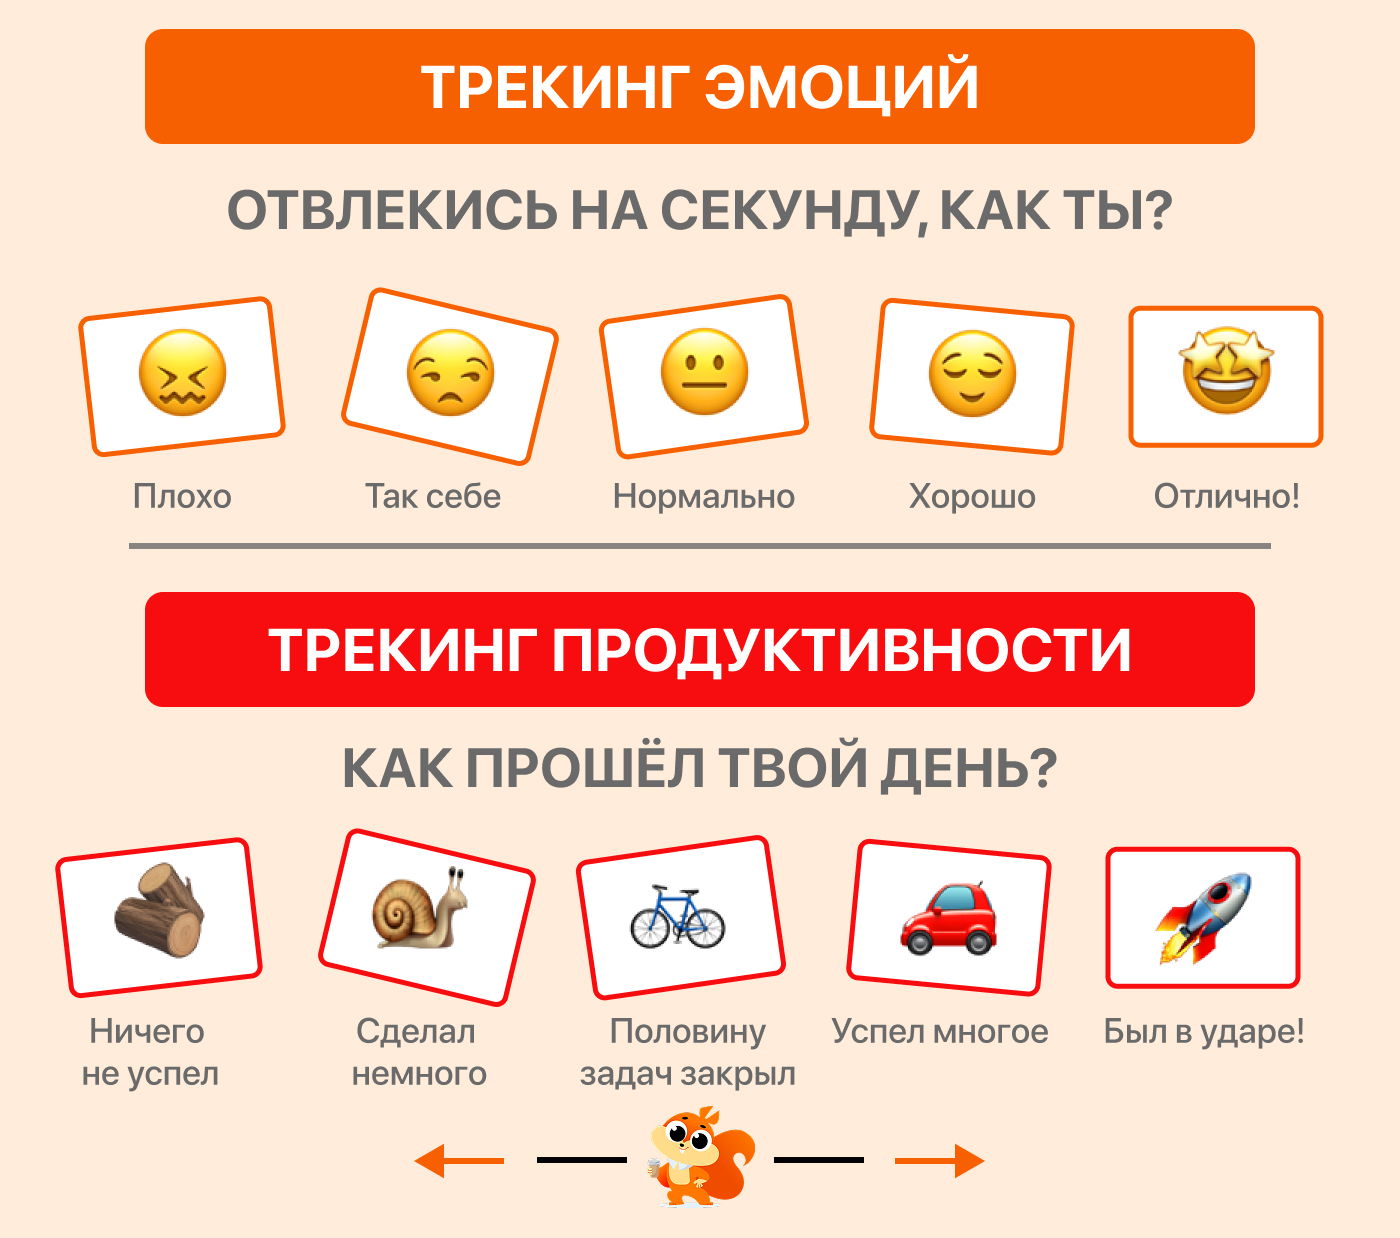 ТРЕКИНГ ЭМОЦИЙ
ОТВЛЕКИСЬ НА СЕКУНДУ, КАК ТЫ?
Плохо
Так себе
Нормально
Хорошо
Отлично!
ТРЕКИНГ ПРОДУКТИВНОСТИ
КАК ПРОШЁЛ ТВОЙ ДЕНЬ?
Ничего
не успел
Сделал
немного
Половину
задач закрыл
Успел многое
Был в ударе!